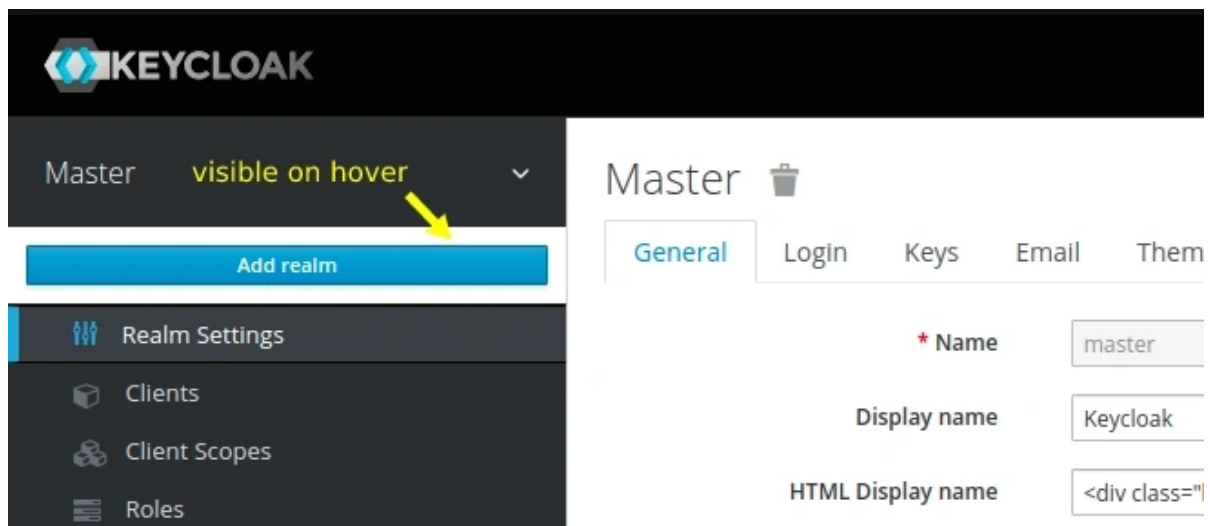 KEYCLOAK
Master visible on hover
Add realm
Realm Settings
Clients
Client Scopes
Roles
Master
General Login Keys Email Them
* Name master
Display name Keycloak
HTML Display name <div class="